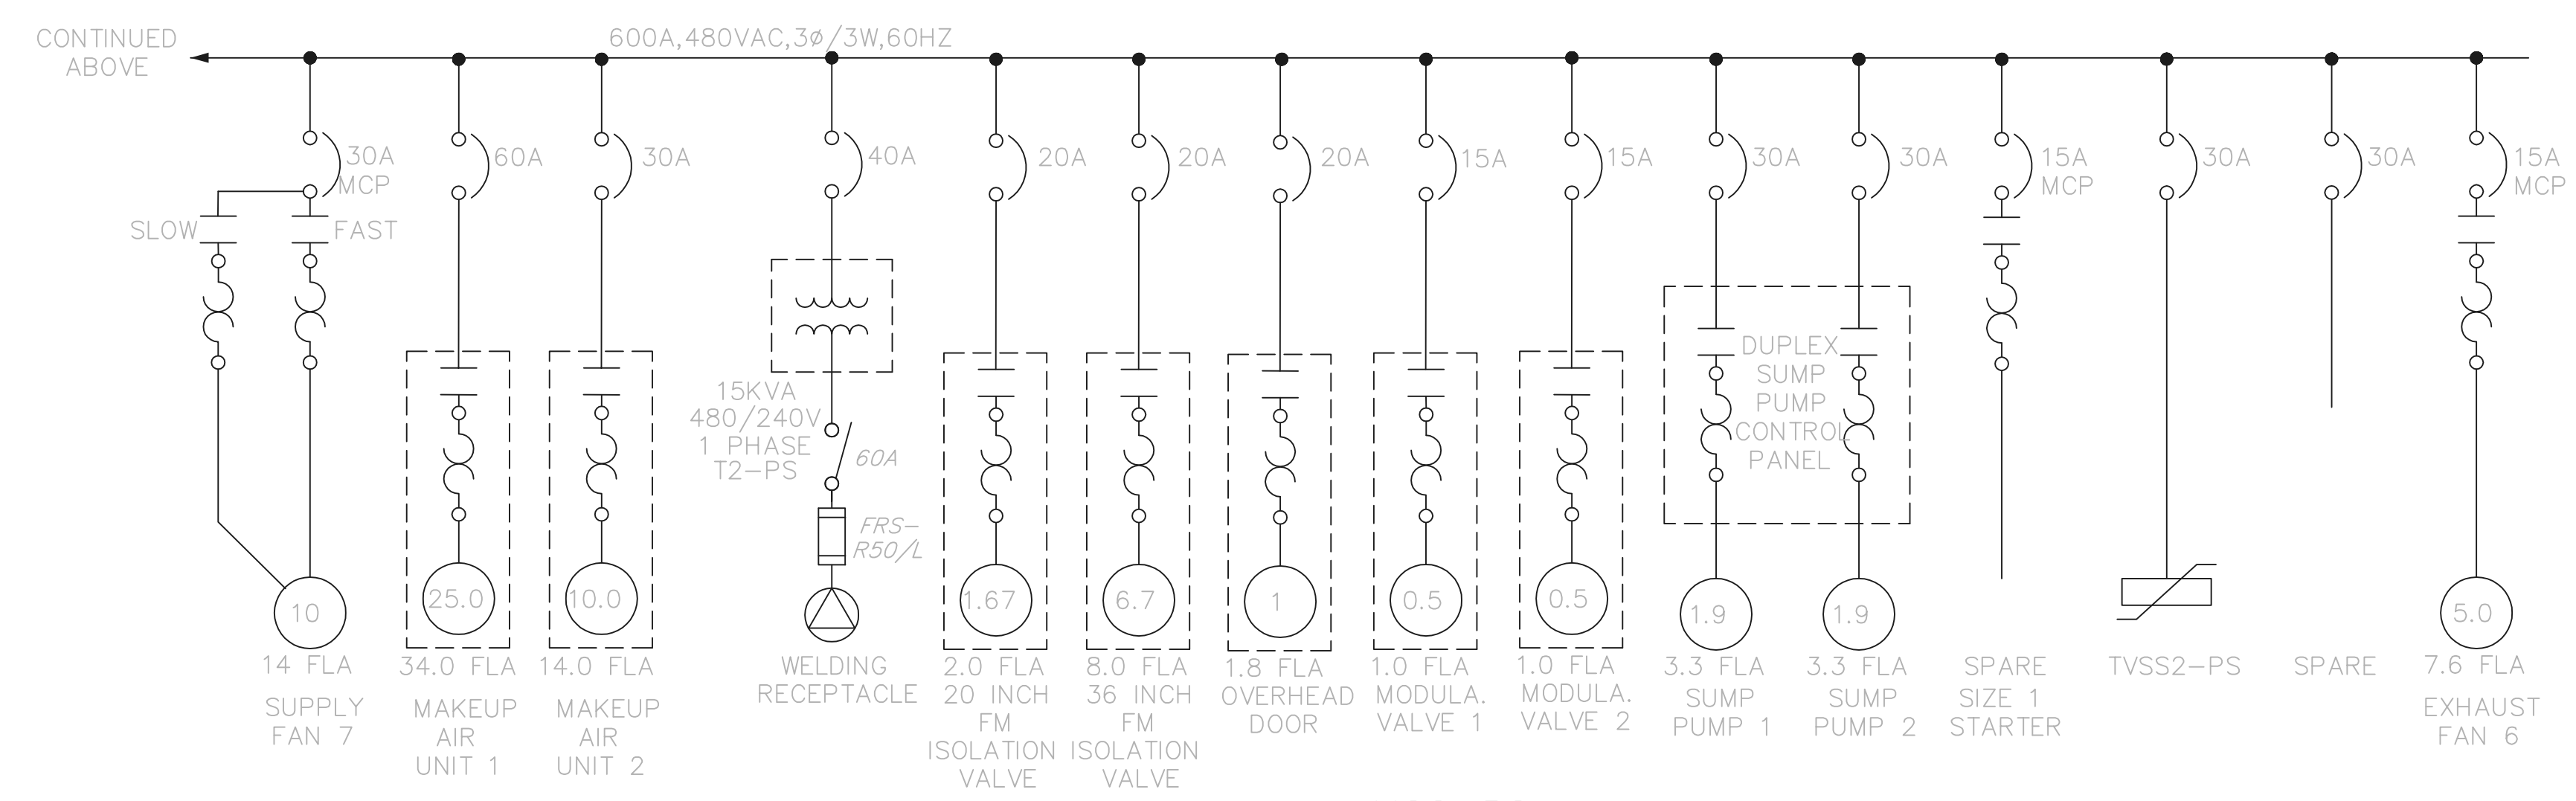 CONTINUED
ABOVE
600A,480VAC,3ø/3W,60HZ
30A
MCP
SLOW
FAST
10
14 FLA
SUPPLY
FAN 7
60A
25.0
34.0 FLA
MAKEUP
AIR
UNIT 1
30A
10.0
14.0 FLA
MAKEUP
AIR
UNIT 2
40A
15KVA
480/240V
1 PHASE
T2-PS
60A
FRS-
R50/L
WELDING
RECEPTACLE
20A
1.67
2.0 FLA
20 INCH
FM
ISOLATION
VALVE
20A
6.7
8.0 FLA
36 INCH
FM
ISOLATION
VALVE
20A
1
1.8 FLA
OVERHEAD
DOOR
15A
0.5
1.0 FLA
MODULA.
VALVE 1
15A
0.5
1.0 FLA
MODULA.
VALVE 2
30A
DUPLEX
SUMP
PUMP
CONTROL
PANEL
1.9
3.3 FLA
SUMP
PUMP 1
30A
1.9
3.3 FLA
SUMP
PUMP 2
15A
MCP
SPARE
SIZE 1
STARTER
30A
TVSS2-PS
30A
SPARE
15A
MCP
5.0
7.6 FLA
EXHAUST
FAN 6